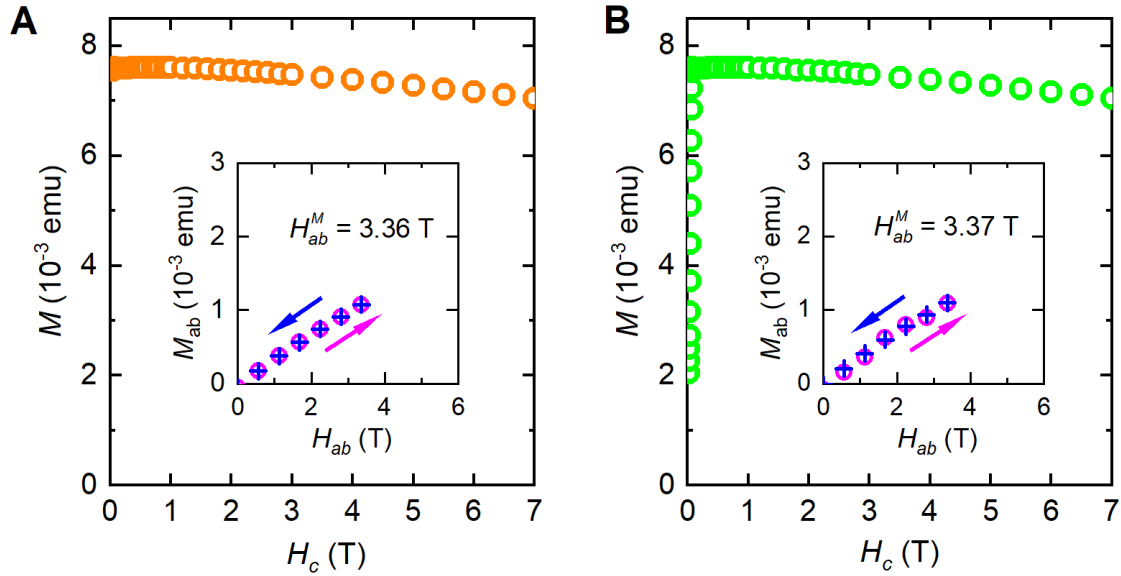 A
M (10⁻³ emu)
8
6
4
2
0
0 1 2 3 4 5 6 7
H_c (T)
M_ab (10⁻³ emu)
3
2
1
0
0 2 4 6
H_ab (T)
H_ab^M = 3.36 T
B
M (10⁻³ emu)
8
6
4
2
0
0 1 2 3 4 5 6 7
H_c (T)
M_ab (10⁻³ emu)
3
2
1
0
0 2 4 6
H_ab (T)
H_ab^M = 3.37 T